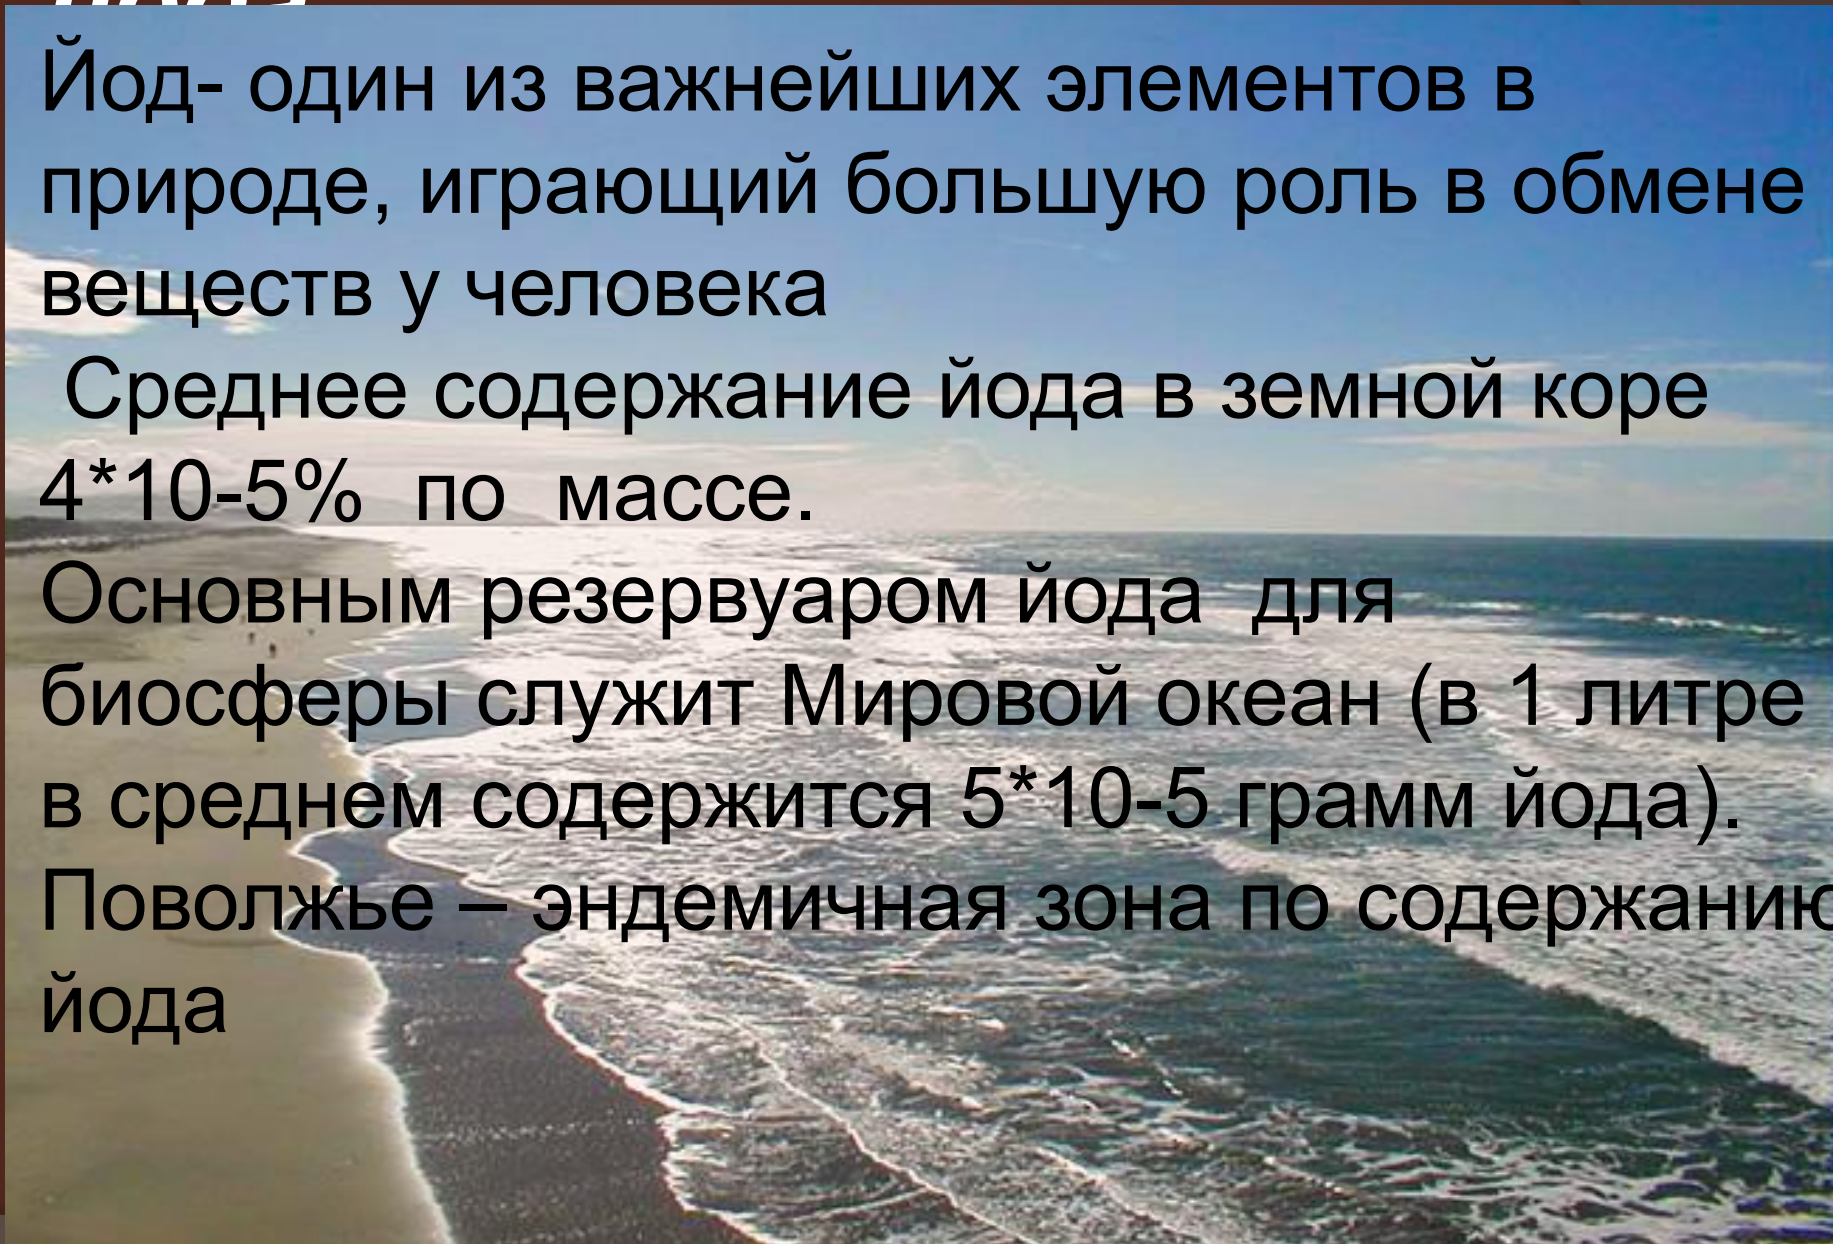 Йод- один из важнейших элементов в
природе, играющий большую роль в обмене
веществ у человека
Среднее содержание йода в земной коре
4*10-5% по массе.
Основным резервуаром йода для
биосферы служит Мировой океан (в 1 литре
в среднем содержится 5*10-5 грамм йода).
Поволжье – эндемичная зона по содержанию
йода